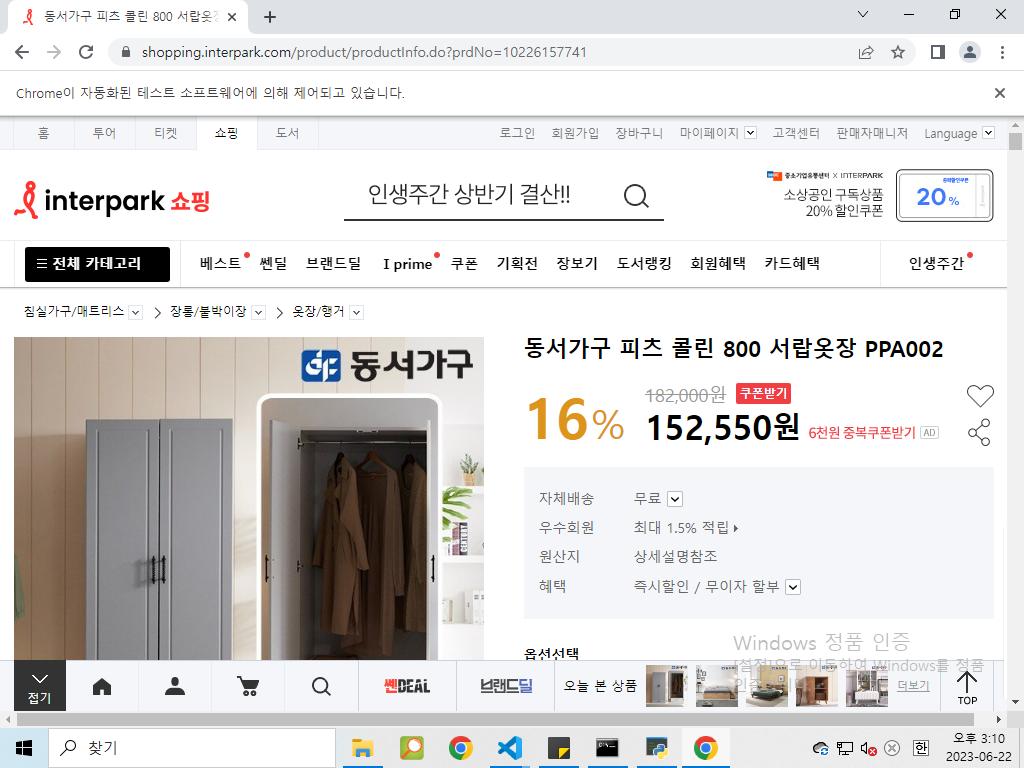 동서가구 피츠 콜린 800 서랍옷장
shopping.interpark.com/product/productInfo.do?prdNo=10226157741
Chrome이 자동화된 테스트 소프트웨어에 의해 제어되고 있습니다.
홈 투어 티켓 쇼핑 도서 로그인 회원가입 장바구니 마이페이지 고객센터 판매자매니저 Language
interpark 쇼핑
인생주간 상반기 결산!!
중소기업유통센터 X INTERPARK
소상공인 구독상품
20% 할인쿠폰
20%
전체 카테고리 베스트 쎈딜 브랜드딜 I prime 쿠폰 기획전 장보기 도서랭킹 회원혜택 카드혜택 인생주간
침실가구/매트리스 장롱/붙박이장 옷장/행거
동서가구
동서가구 피츠 콜린 800 서랍옷장 PPA002
16%
182,000원 쿠폰받기
152,550원 6천원 중복쿠폰받기 AD
자체배송 무료
우수회원 최대 1.5% 적립
원산지 상세설명참조
혜택 즉시할인 / 무이자 할부
옵션선택
Windows 정품 인증
[설정]으로 이동하여 Windows를 정품
접기 쎈DEAL 브랜드딜 오늘 본 상품 더보기 TOP
찾기
한
오후 3:10
2023-06-22